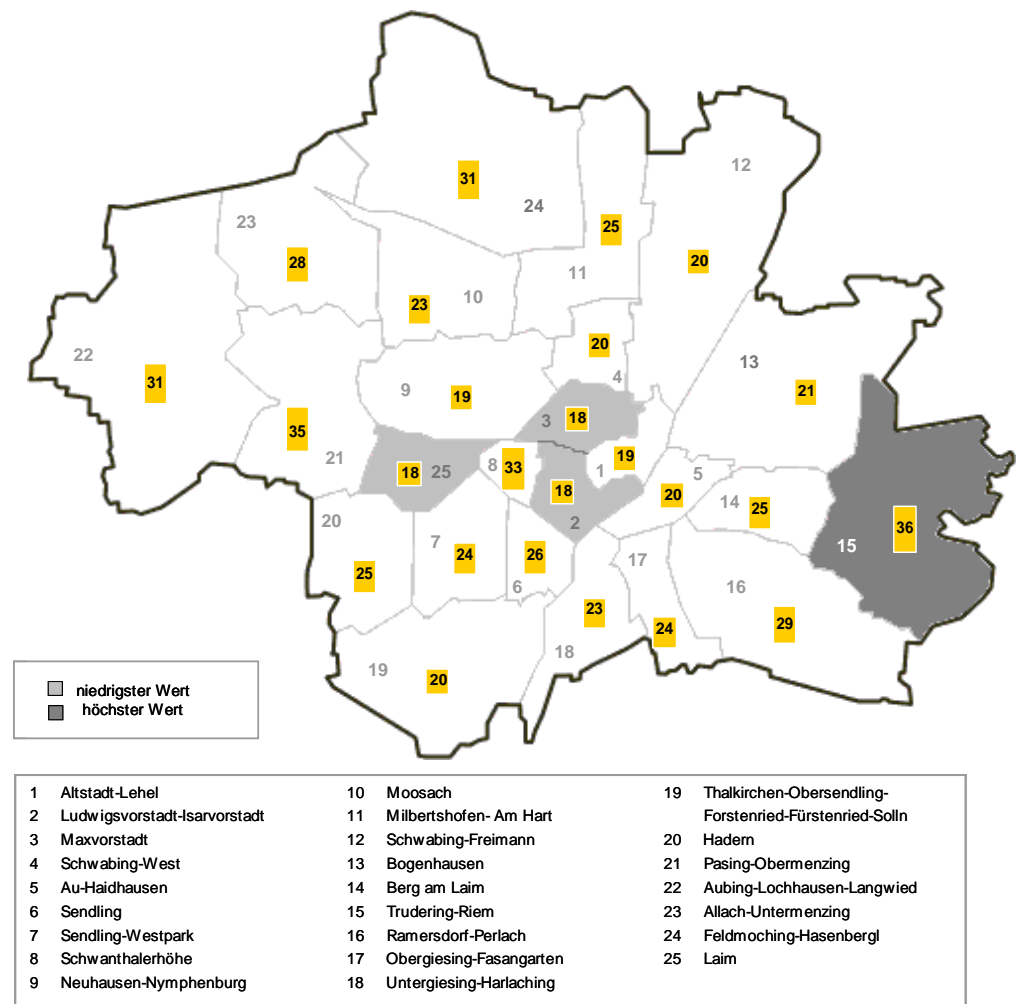 12
31
24
23
25
11
20
28
10
23
20
13
22
4
31
9
19
21
3
18
35
21
8
33
1
19
5
18
25
18
20
14
25
20
2
36
7
24
26
17
15
25
6
16
23
24
29
18
19
20
niedrigster Wert
höchster Wert
1 Altstadt-Lehel
2 Ludwigsvorstadt-Isarvorstadt
3 Maxvorstadt
4 Schwabing-West
5 Au-Haidhausen
6 Sendling
7 Sendling-Westpark
8 Schwanthalerhöhe
9 Neuhausen-Nymphenburg
10 Moosach
11 Milbertshofen- Am Hart
12 Schwabing-Freimann
13 Bogenhausen
14 Berg am Laim
15 Trudering-Riem
16 Ramersdorf-Perlach
17 Obergiesing-Fasangarten
18 Untergiesing-Harlaching
19 Thalkirchen-Obersendling-
Forstenried-Fürstenried-Solln
20 Hadern
21 Pasing-Obermenzing
22 Aubing-Lochhausen-Langwied
23 Allach-Untermenzing
24 Feldmoching-Hasenbergl
25 Laim